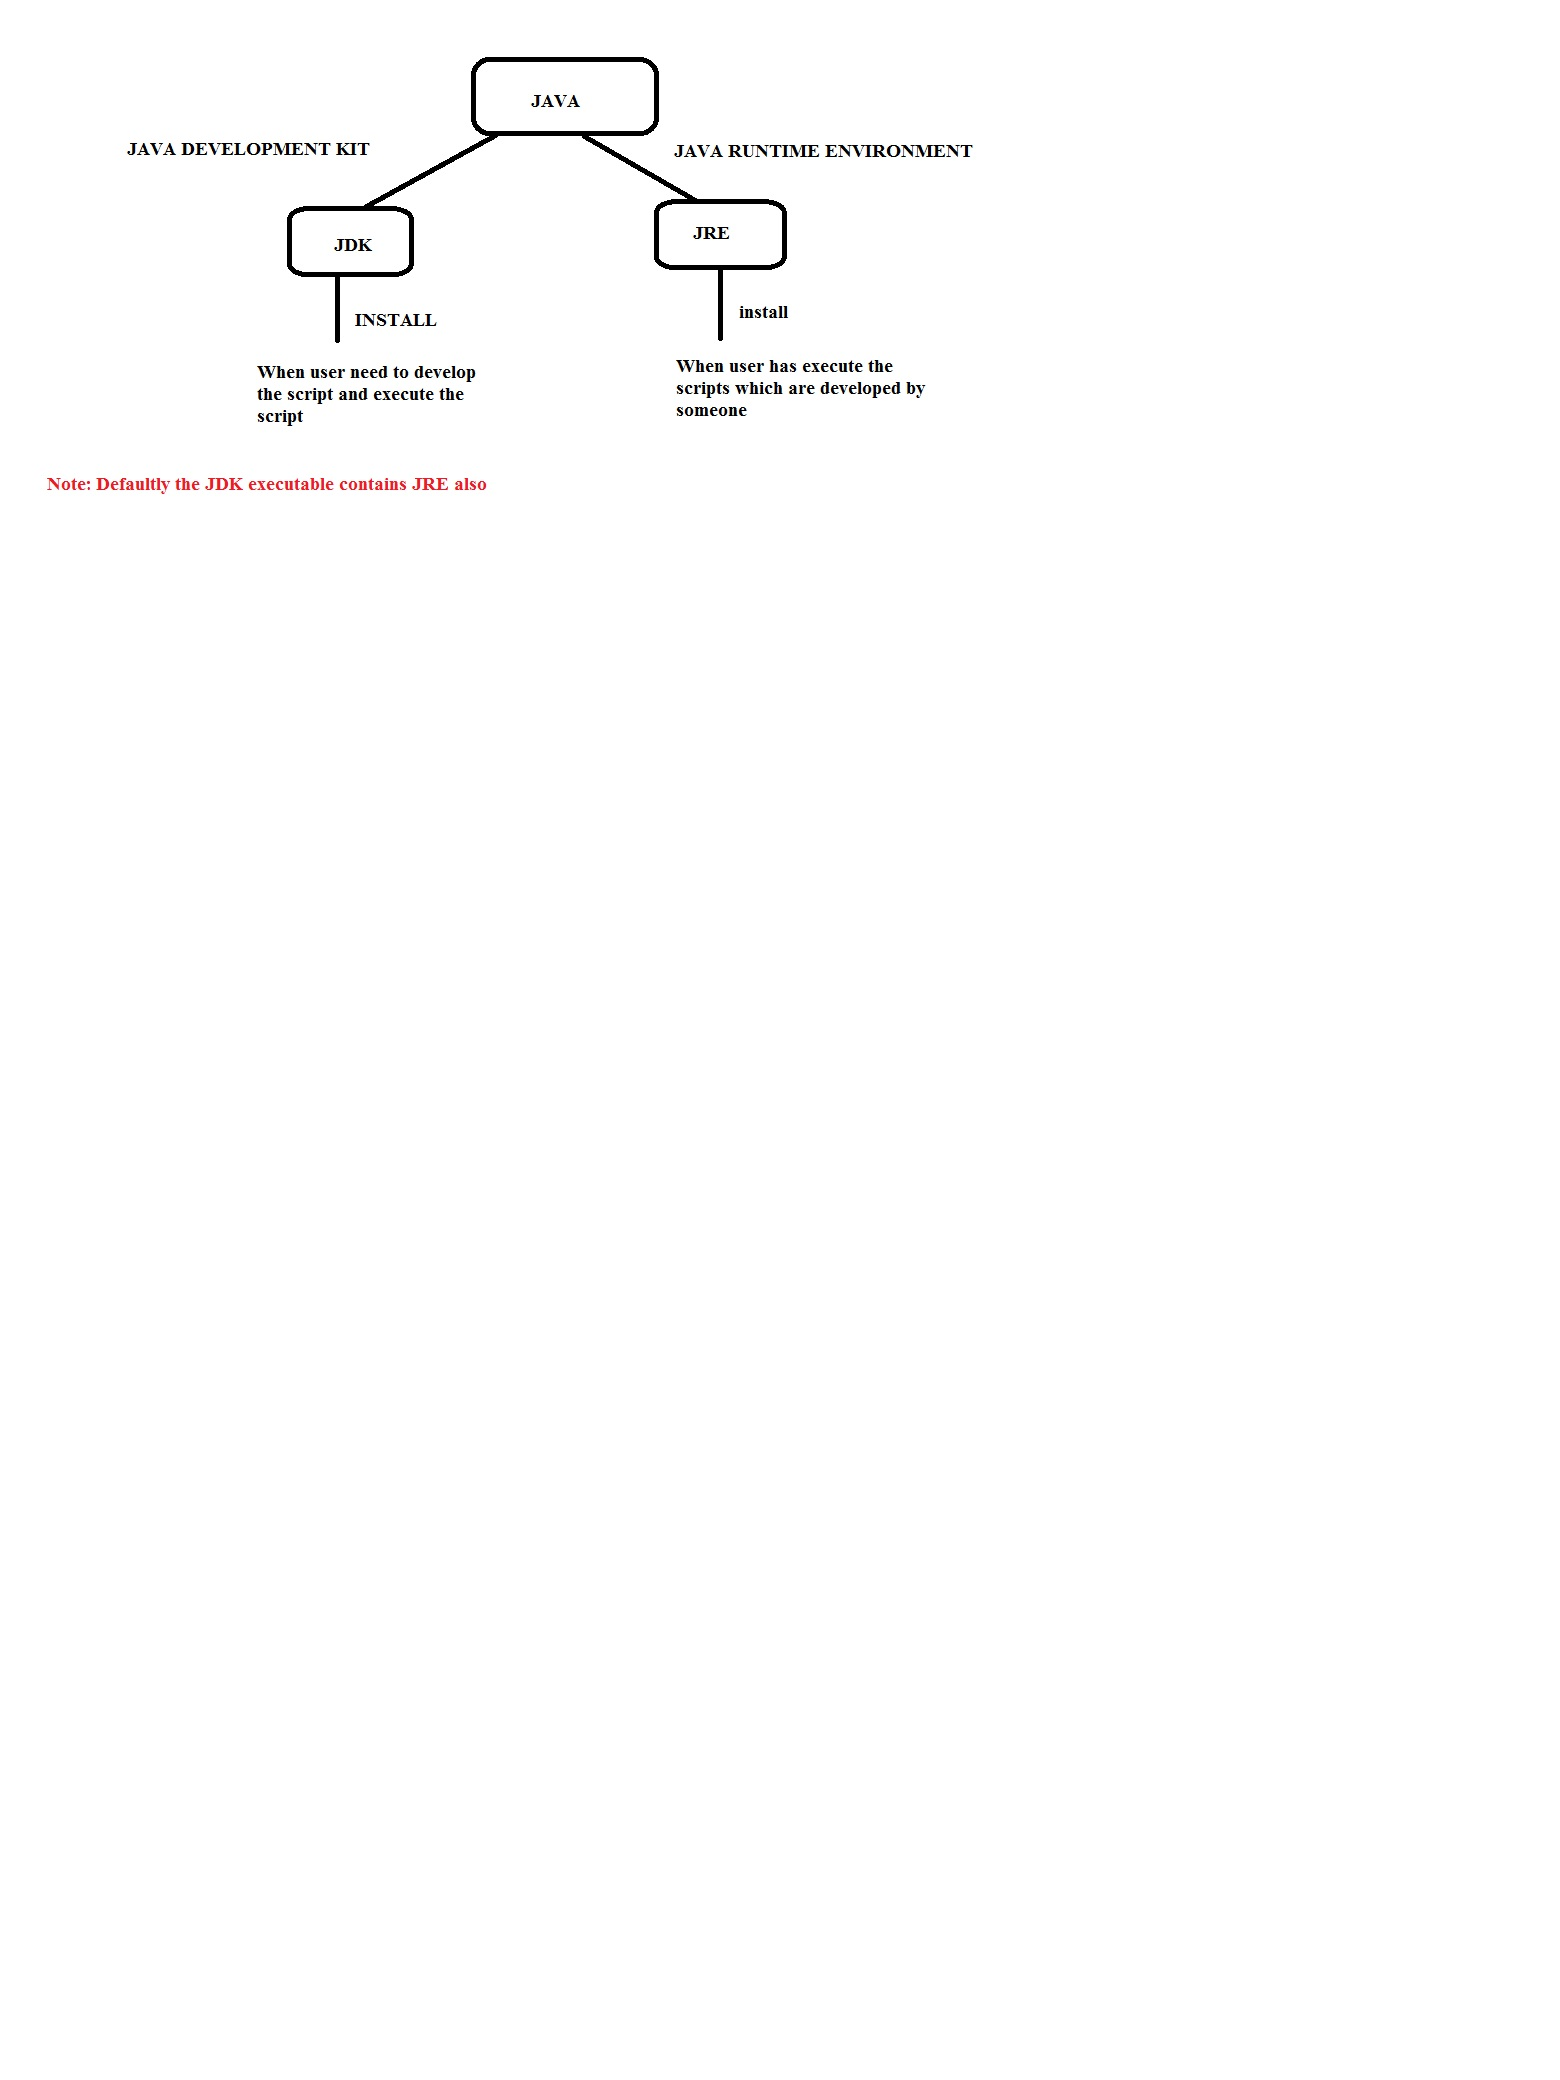 JAVA
JAVA DEVELOPMENT KIT
JAVA RUNTIME ENVIRONMENT
JDK
JRE
INSTALL
install
When user need to develop
the script and execute the
script
When user has execute the
scripts which are developed by
someone
Note: Defaultly the JDK executable contains JRE also